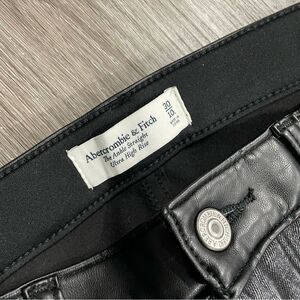 Abercrombie & Fitch
The Ankle Straight
Ultra High Rise
30
10